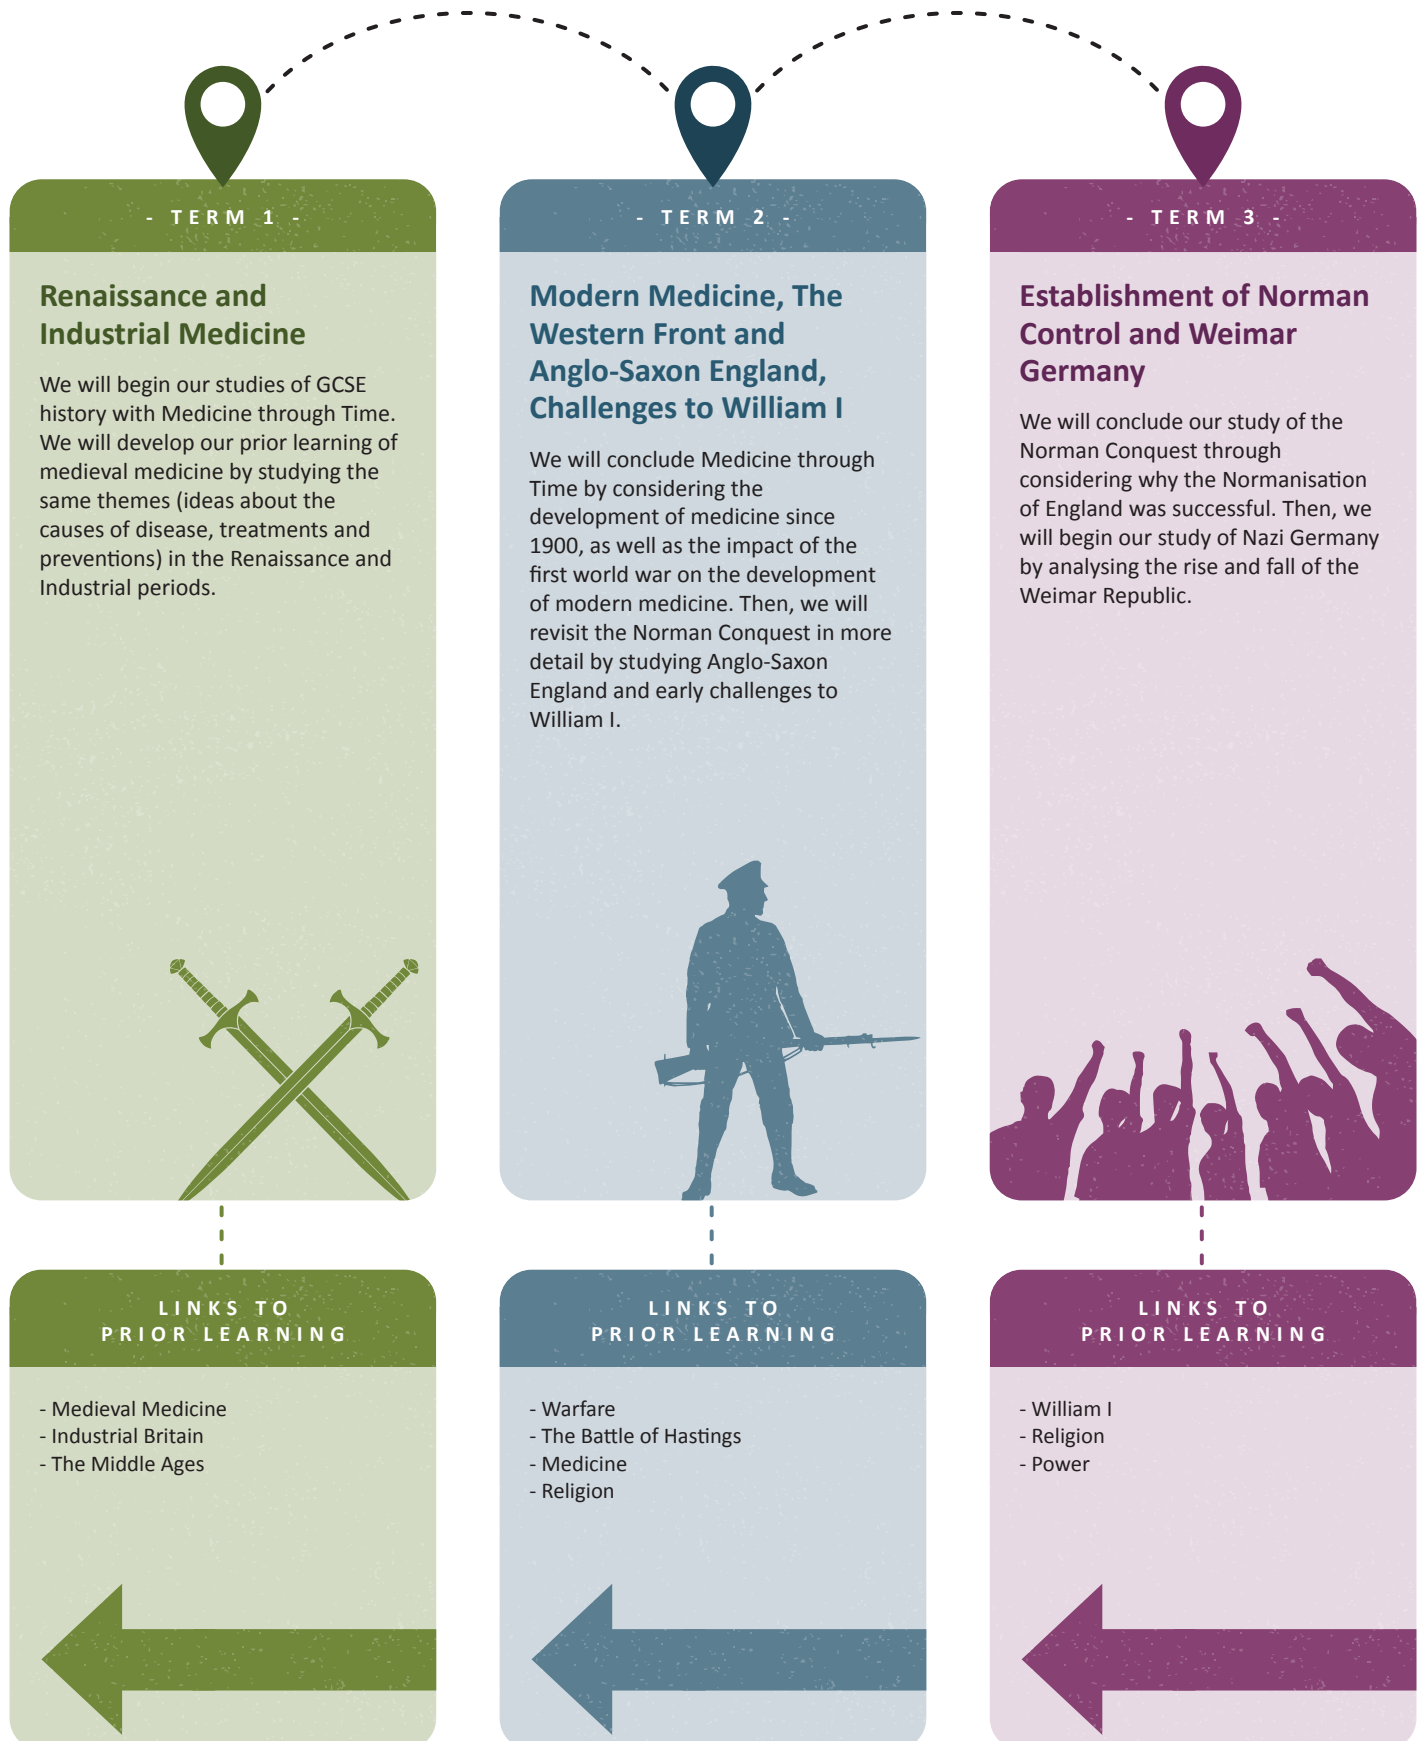 - TERM 1 -
Renaissance and
Industrial Medicine
We will begin our studies of GCSE
history with Medicine through Time.
We will develop our prior learning of
medieval medicine by studying the
same themes (ideas about the
causes of disease, treatments and
preventions) in the Renaissance and
Industrial periods.
- TERM 2 -
Modern Medicine, The
Western Front and
Anglo-Saxon England,
Challenges to William I
We will conclude Medicine through
Time by considering the
development of medicine since
1900, as well as the impact of the
first world war on the development
of modern medicine. Then, we will
revisit the Norman Conquest in more
detail by studying Anglo-Saxon
England and early challenges to
William I.
- TERM 3 -
Establishment of Norman
Control and Weimar
Germany
We will conclude our study of the
Norman Conquest through
considering why the Normanisation
of England was successful. Then, we
will begin our study of Nazi Germany
by analysing the rise and fall of the
Weimar Republic.
LINKS TO
PRIOR LEARNING
- Medieval Medicine
- Industrial Britain
- The Middle Ages
LINKS TO
PRIOR LEARNING
- Warfare
- The Battle of Hastings
- Medicine
- Religion
LINKS TO
PRIOR LEARNING
- William I
- Religion
- Power